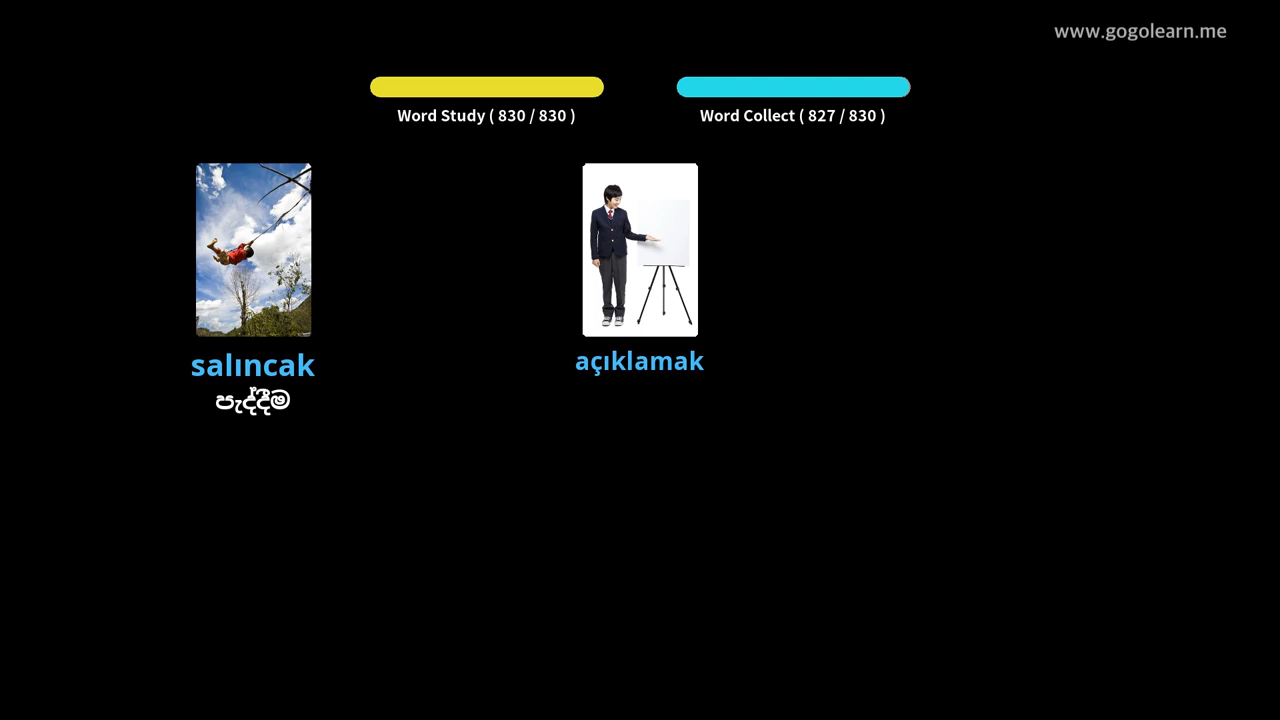 www.gogolearn.me
Word Study ( 830 / 830 )
Word Collect ( 827 / 830 )
salıncak
පැද්දීම
açıklamak